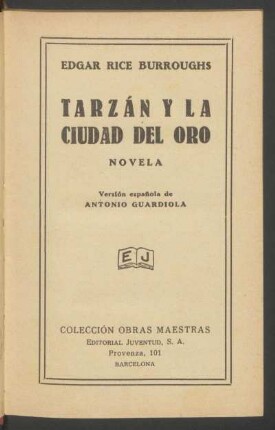 EDGAR RICE BURROUGHS
TARZÁN Y LA
CIUDAD DEL ORO
NOVELA
Versión española de
ANTONIO GUARDIOLA
E J
COLECCIÓN OBRAS MAESTRAS
EDITORIAL JUVENTUD, S. A.
Provenza, 101
BARCELONA